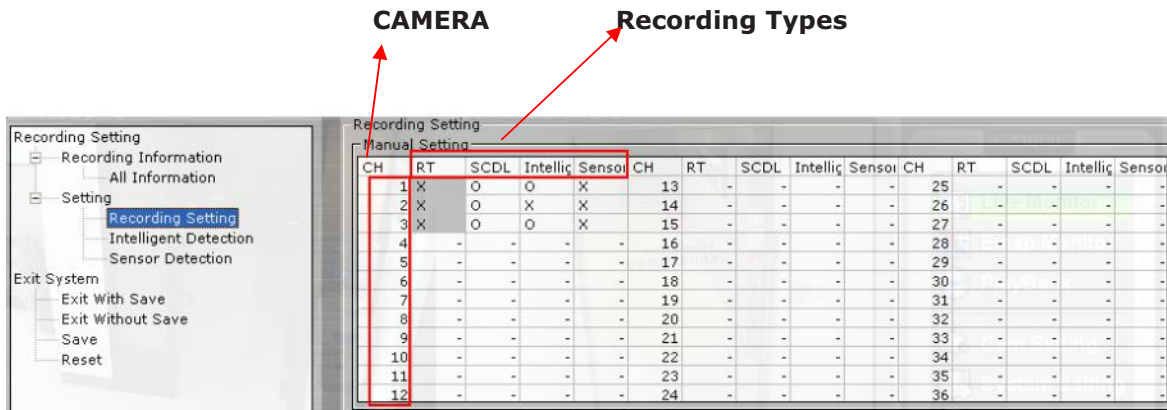 CAMERA Recording Types
Recording Setting
Recording Information
All Information
Setting
Recording Setting
Intelligent Detection
Sensor Detection
Exit System
Exit With Save
Exit Without Save
Save
Reset
Recording Setting
Manual Setting
CH RT SCDL Intellig Sensor CH RT SCDL Intellig Sensor CH RT SCDL Intellig Sensor
1 X O O X 13 - - - - 25 - - - -
2 X O X X 14 - - - - 26 - - - -
3 X O O X 15 - - - - 27 - - - -
4 - - - - 16 - - - - 28 - - - -
5 - - - - 17 - - - - 29 - - - -
6 - - - - 18 - - - - 30 - - - -
7 - - - - 19 - - - - 31 - - - -
8 - - - - 20 - - - - 32 - - - -
9 - - - - 21 - - - - 33 - - - -
10 - - - - 22 - - - - 34 - - - -
11 - - - - 23 - - - - 35 - - - -
12 - - - - 24 - - - - 36 - - - -